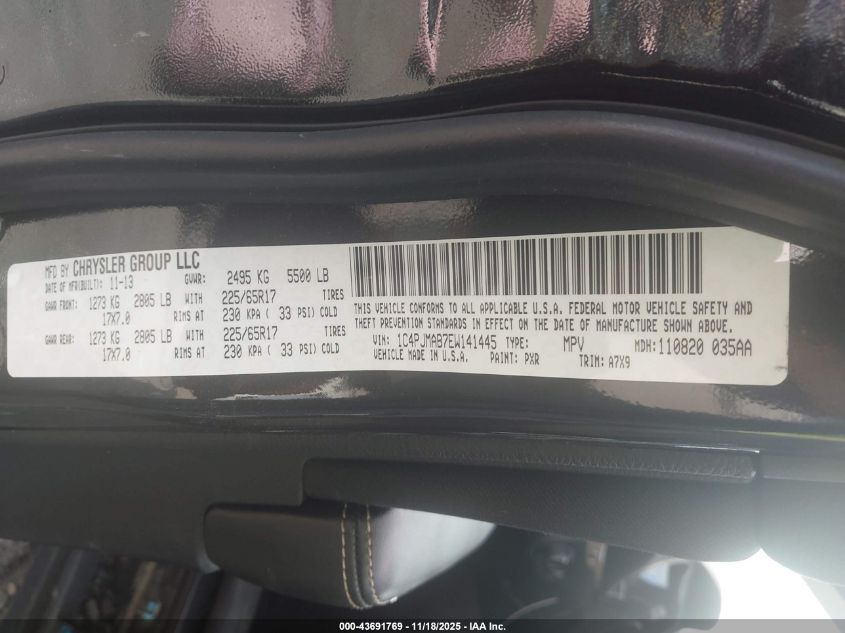 MFD BY CHRYSLER GROUP LLC
DATE OF MFR(BUILT): 11-13 GVWR: 2495 KG 5500 LB
GAWR FRONT: 1273 KG 2805 LB WITH 225/65R17 TIRES
17X7.0 RIMS AT 230 KPA ( 33 PSI) COLD
GAWR REAR: 1273 KG 2805 LB WITH 225/65R17 TIRES
17X7.0 RIMS AT 230 KPA ( 33 PSI) COLD
THIS VEHICLE CONFORMS TO ALL APPLICABLE U.S.A. FEDERAL MOTOR VEHICLE SAFETY AND
THEFT PREVENTION STANDARDS IN EFFECT ON THE DATE OF MANUFACTURE SHOWN ABOVE.
VIN: 1C4PJMAB7EW141445 TYPE: MPV MDH: 110820 035AA
VEHICLE MADE IN U.S.A. PAINT: PXR TRIM: A7X9
000-43691769 - 11/18/2025 - IAA Inc.